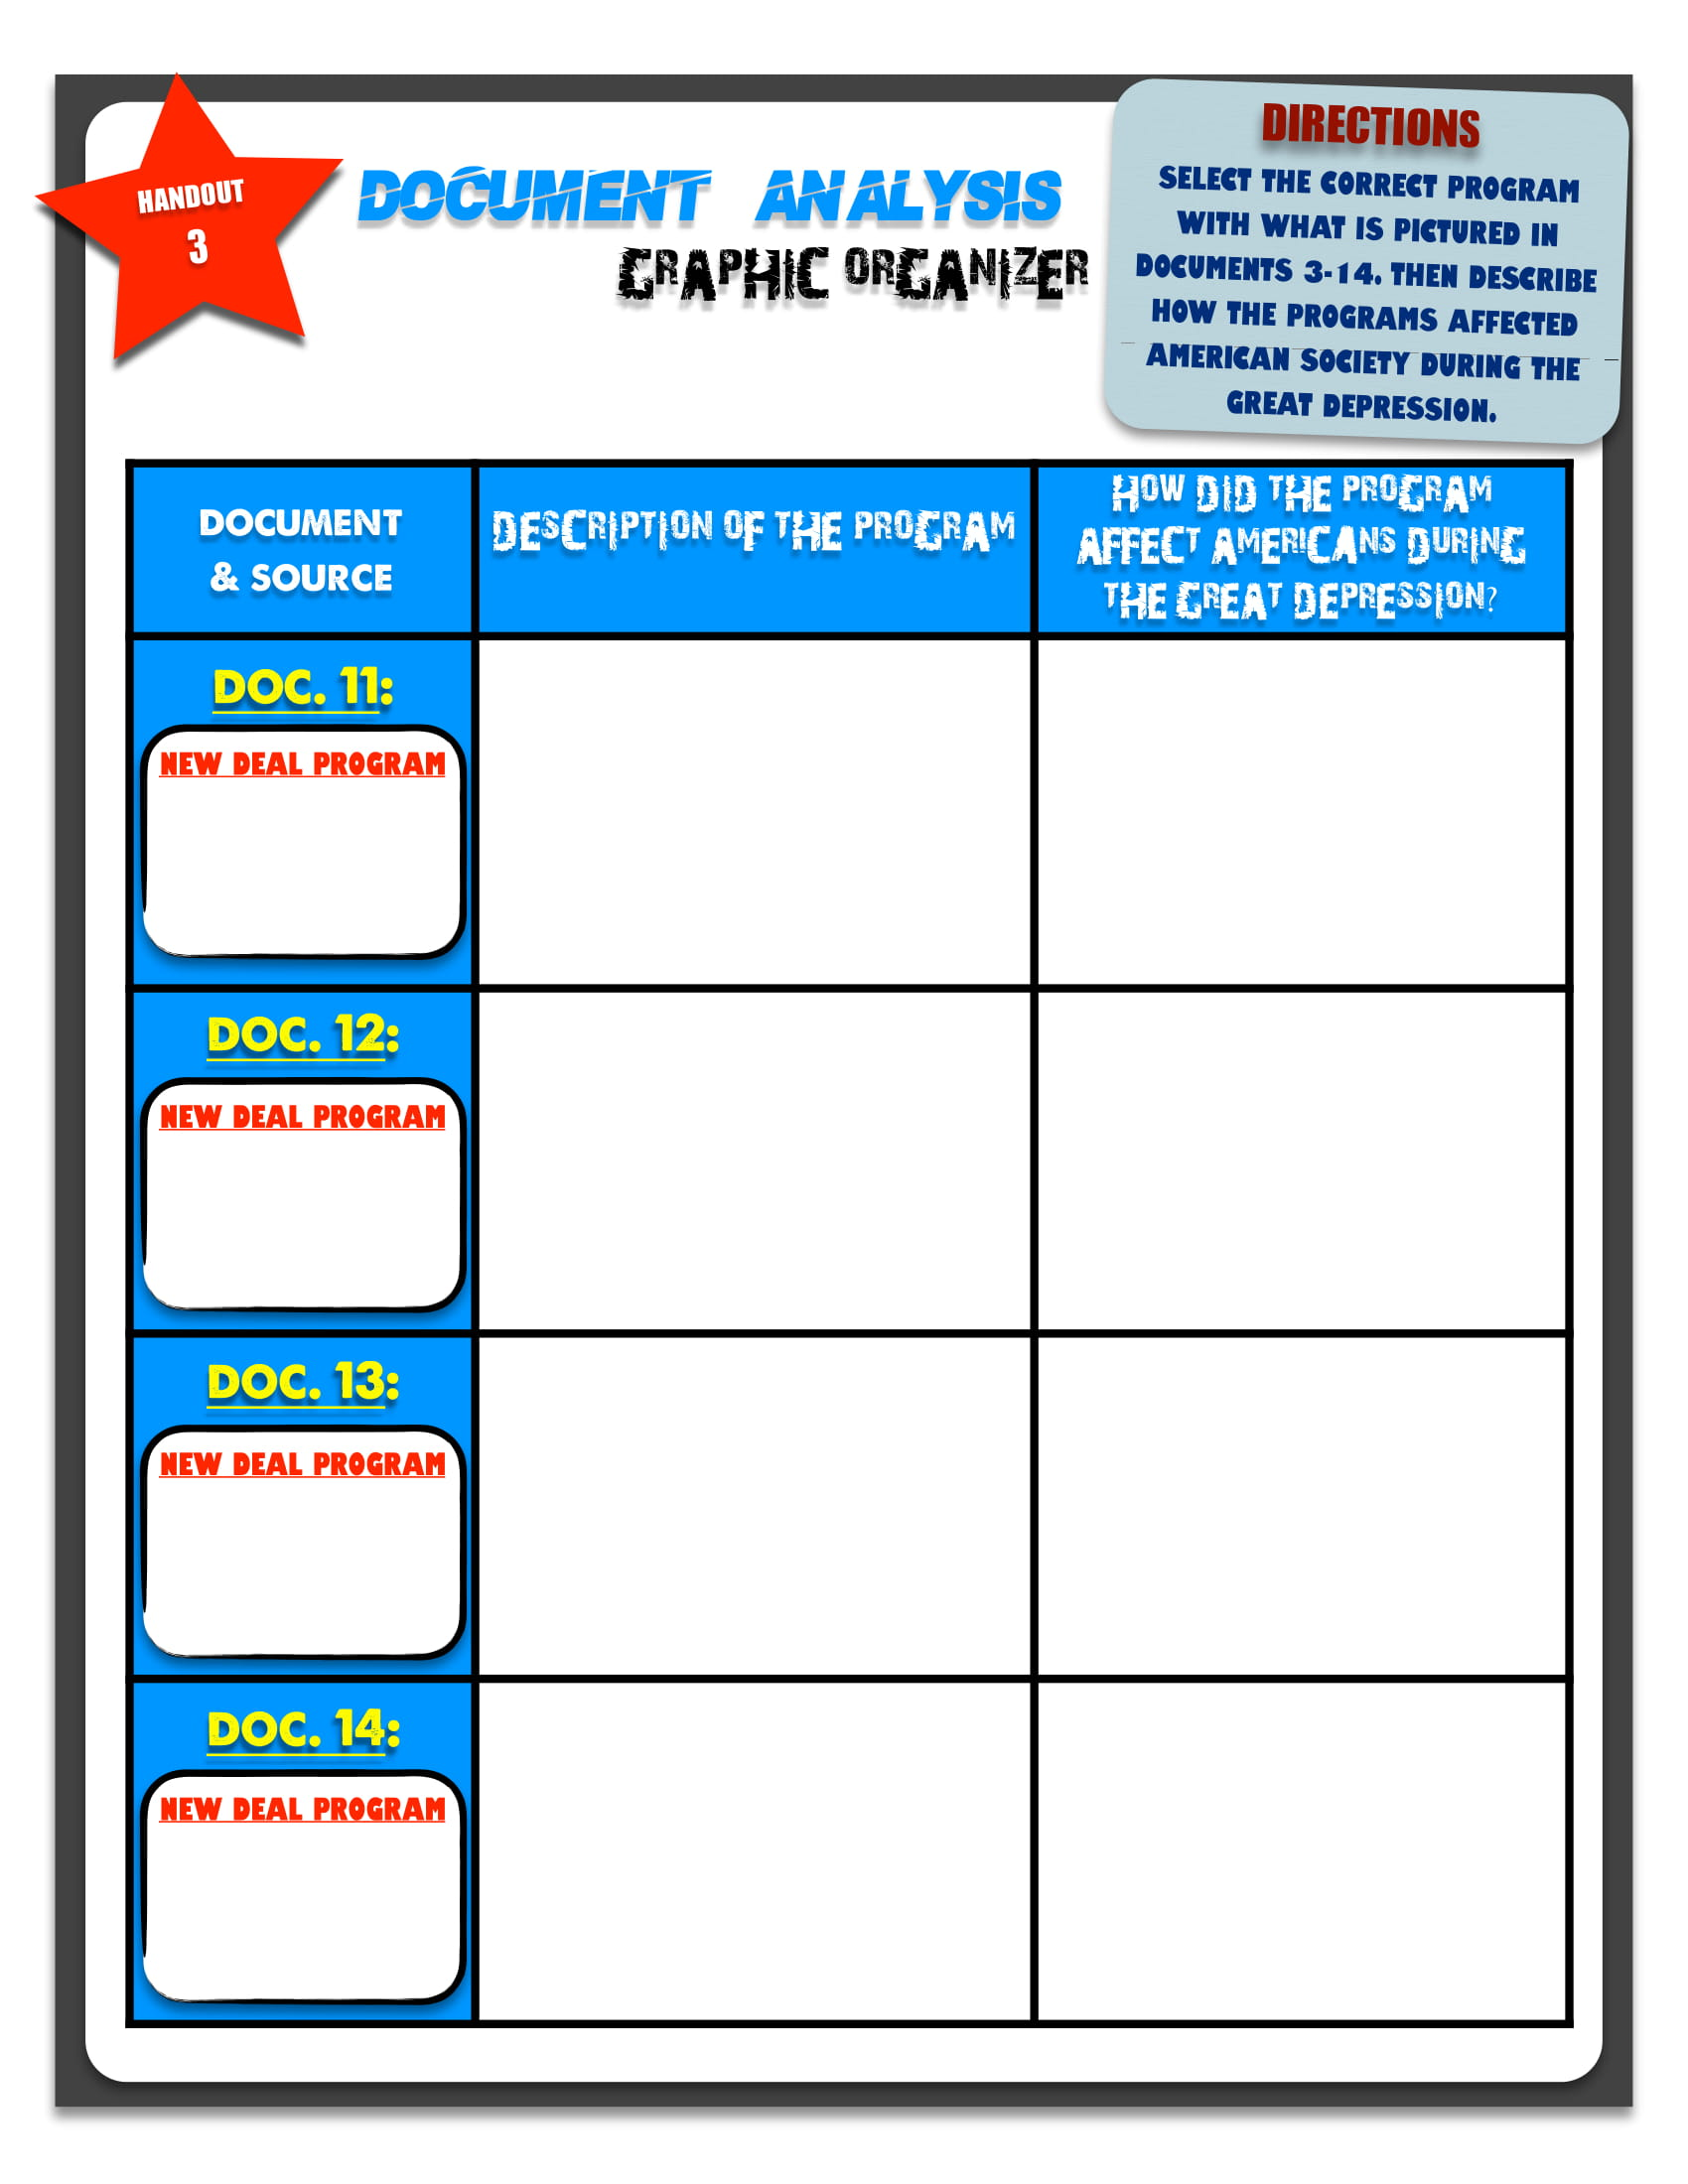 HANDOUT
3
DOCUMENT ANALYSIS
GRAPHIC ORGANIZER
DIRECTIONS
SELECT THE CORRECT PROGRAM
WITH WHAT IS PICTURED IN
DOCUMENTS 3-14. THEN DESCRIBE
HOW THE PROGRAMS AFFECTED
AMERICAN SOCIETY DURING THE
GREAT DEPRESSION.
DOCUMENT
& SOURCE
DESCRIPTION OF THE PROGRAM
HOW DID THE PROGRAM
AFFECT AMERICANS DURING
THE GREAT DEPRESSION?
DOC. 11:
NEW DEAL PROGRAM
DOC. 12:
NEW DEAL PROGRAM
DOC. 13:
NEW DEAL PROGRAM
DOC. 14:
NEW DEAL PROGRAM